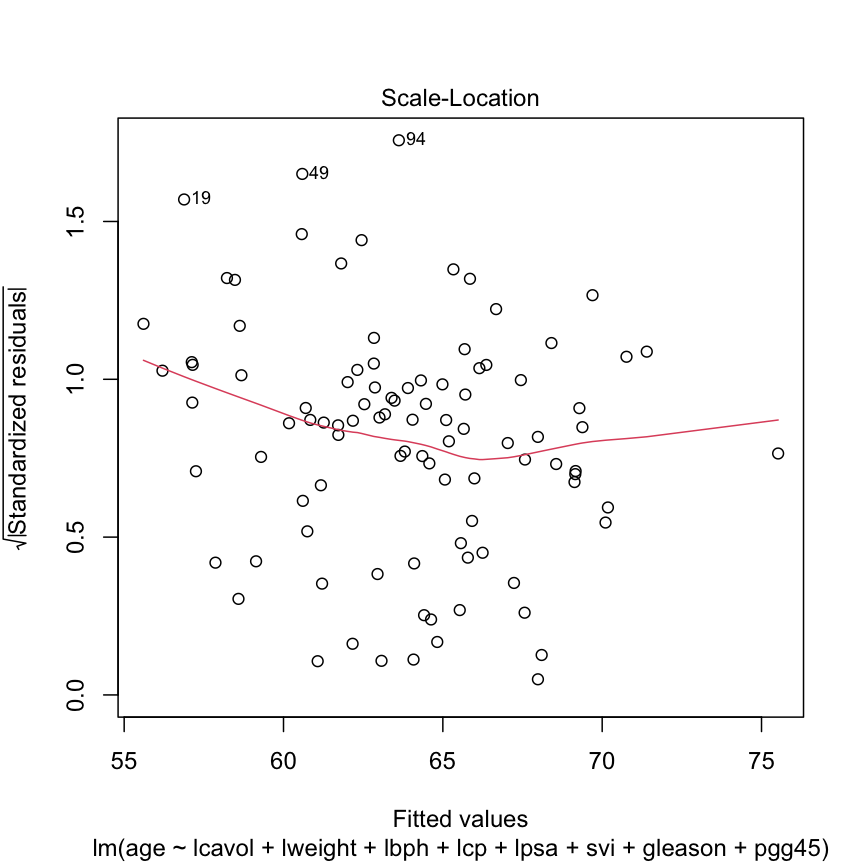 Scale-Location
94
49
19
√|Standardized residuals|
1.5
1.0
0.5
0.0
55 60 65 70 75
Fitted values
lm(age ~ lcavol + lweight + lbph + lcp + lpsa + svi + gleason + pgg45)